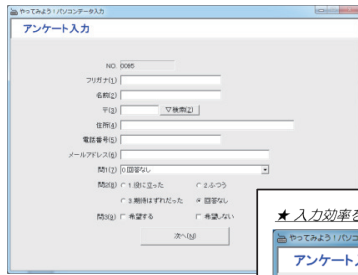 やってみよう！パソコンデータ入力
アンケート入力
NO 0085
フリガナ(1)
名前(2)
〒(3) ▽検索(Z)
住所(4)
電話番号(5)
メールアドレス(6)
問1(7) 0:回答なし
問2(8) 1.役に立った 2.ふつう
3.期待はずれだった 回答なし
問3(9) 希望する 希望しない
次へ(N)
★ 入力効率を
やってみよう！パソコ
アンケート